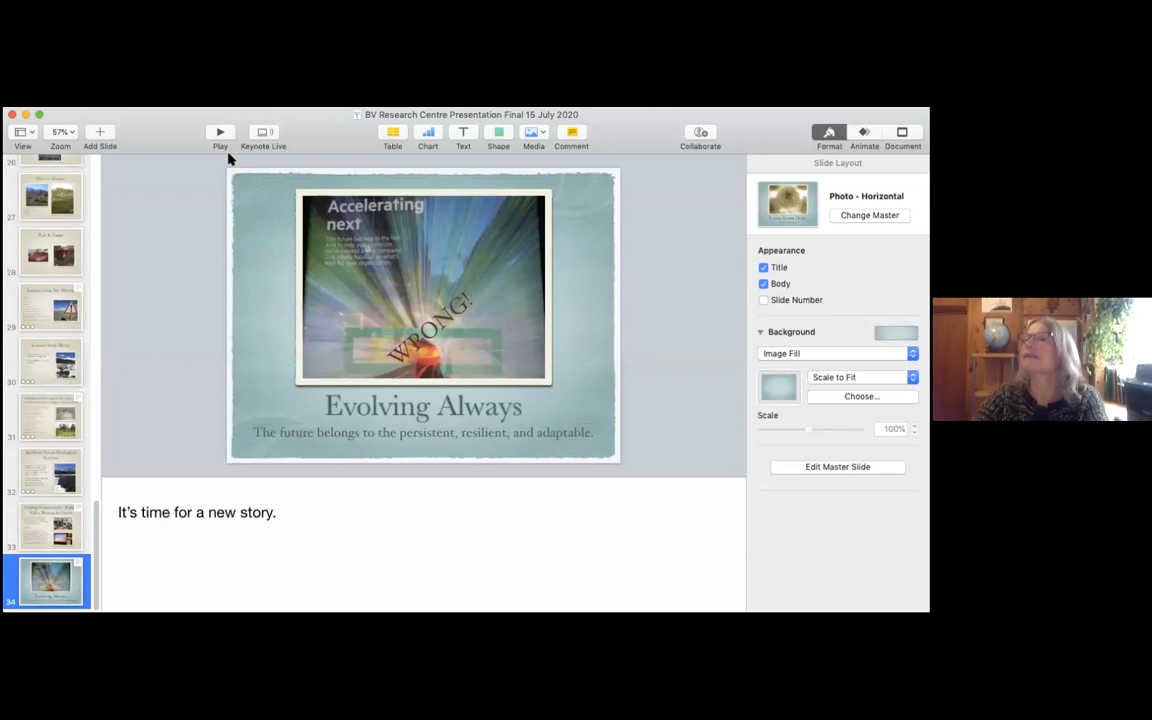 BV Research Centre Presentation Final 15 July 2020
57%
View
Zoom
Add Slide
Play
Keynote Live
Table
Chart
Text
Shape
Media
Comment
Collaborate
Format
Animate
Document
26
27
28
29
30
31
32
33
34
Accelerating
next
WRONG!
Evolving Always
The future belongs to the persistent, resilient, and adaptable.
It's time for a new story.
Slide Layout
Photo - Horizontal
Change Master
Appearance
Title
Body
Slide Number
Background
Image Fill
Scale to Fit
Choose...
Scale
100%
Edit Master Slide